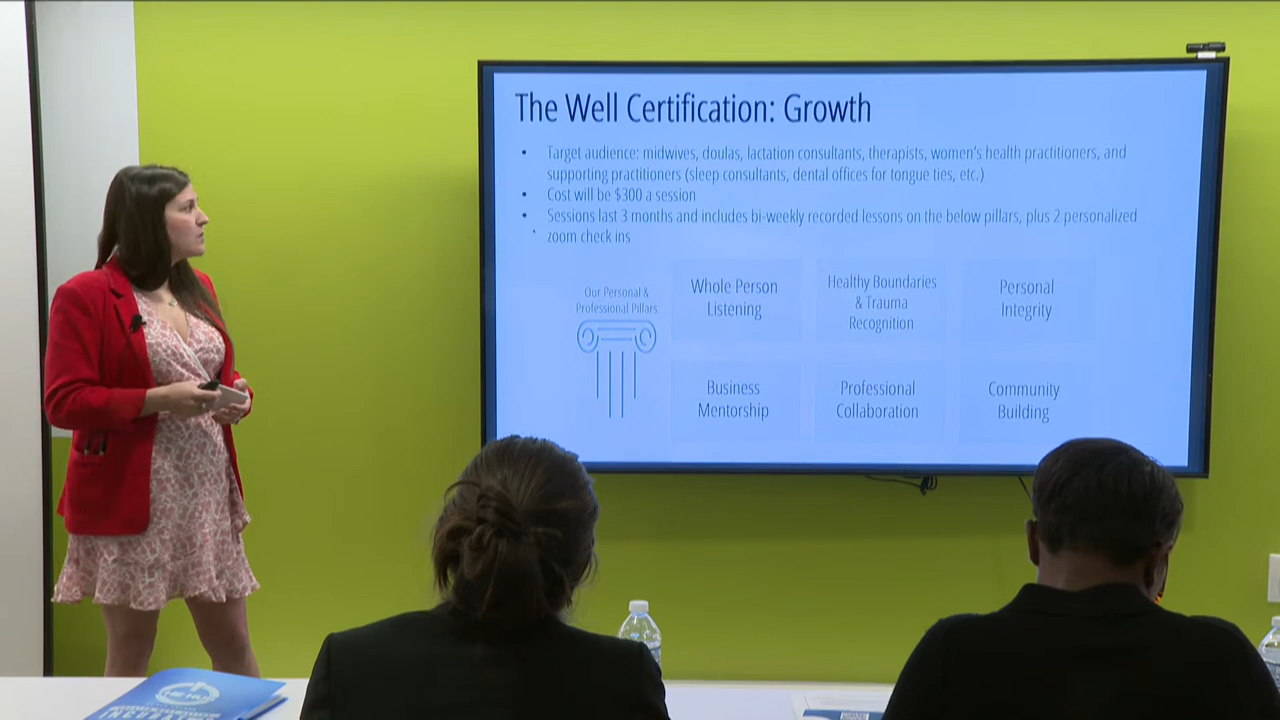 The Well Certification: Growth
• Target audience: midwives, doulas, lactation consultants, therapists, women's health practitioners, and
supporting practitioners (sleep consultants, dental offices for tongue ties, etc.)
• Cost will be $300 a session
• Sessions last 3 months and includes bi-weekly recorded lessons on the below pillars, plus 2 personalized
zoom check ins
Our Personal &
Professional Pillars
Whole Person
Listening
Healthy Boundaries
& Trauma
Recognition
Personal
Integrity
Business
Mentorship
Professional
Collaboration
Community
Building
THE HUB